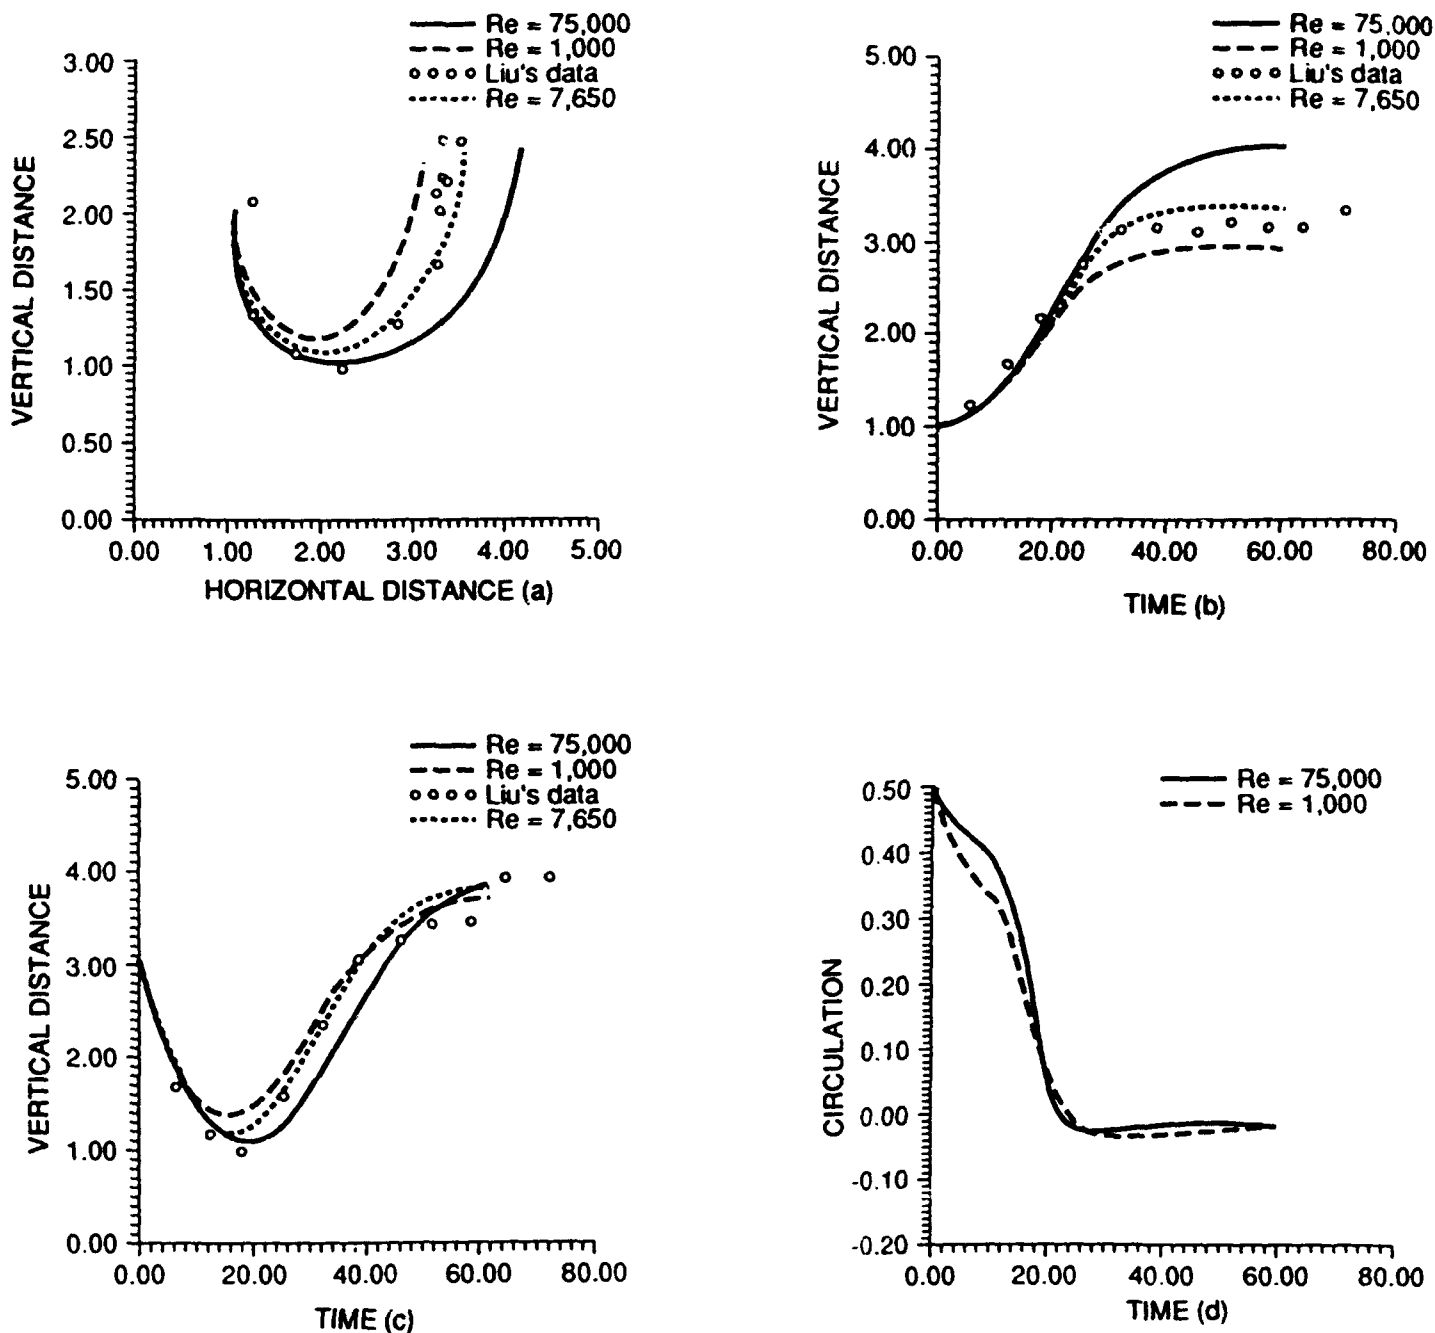 Re = 75,000
Re = 1,000
Liu's data
Re = 7,650
3.00
2.50
2.00
1.50
1.00
0.50
0.00
VERTICAL DISTANCE
0.00 1.00 2.00 3.00 4.00 5.00
HORIZONTAL DISTANCE (a)
Re = 75,000
Re = 1,000
Liu's data
Re = 7,650
5.00
4.00
3.00
2.00
1.00
0.00
VERTICAL DISTANCE
0.00 20.00 40.00 60.00 80.00
TIME (b)
Re = 75,000
Re = 1,000
Liu's data
Re = 7,650
5.00
4.00
3.00
2.00
1.00
0.00
VERTICAL DISTANCE
0.00 20.00 40.00 60.00 80.00
TIME (c)
Re = 75,000
Re = 1,000
0.50
0.40
0.30
0.20
0.10
0.00
-0.10
-0.20
CIRCULATION
0.00 20.00 40.00 60.00 80.00
TIME (d)